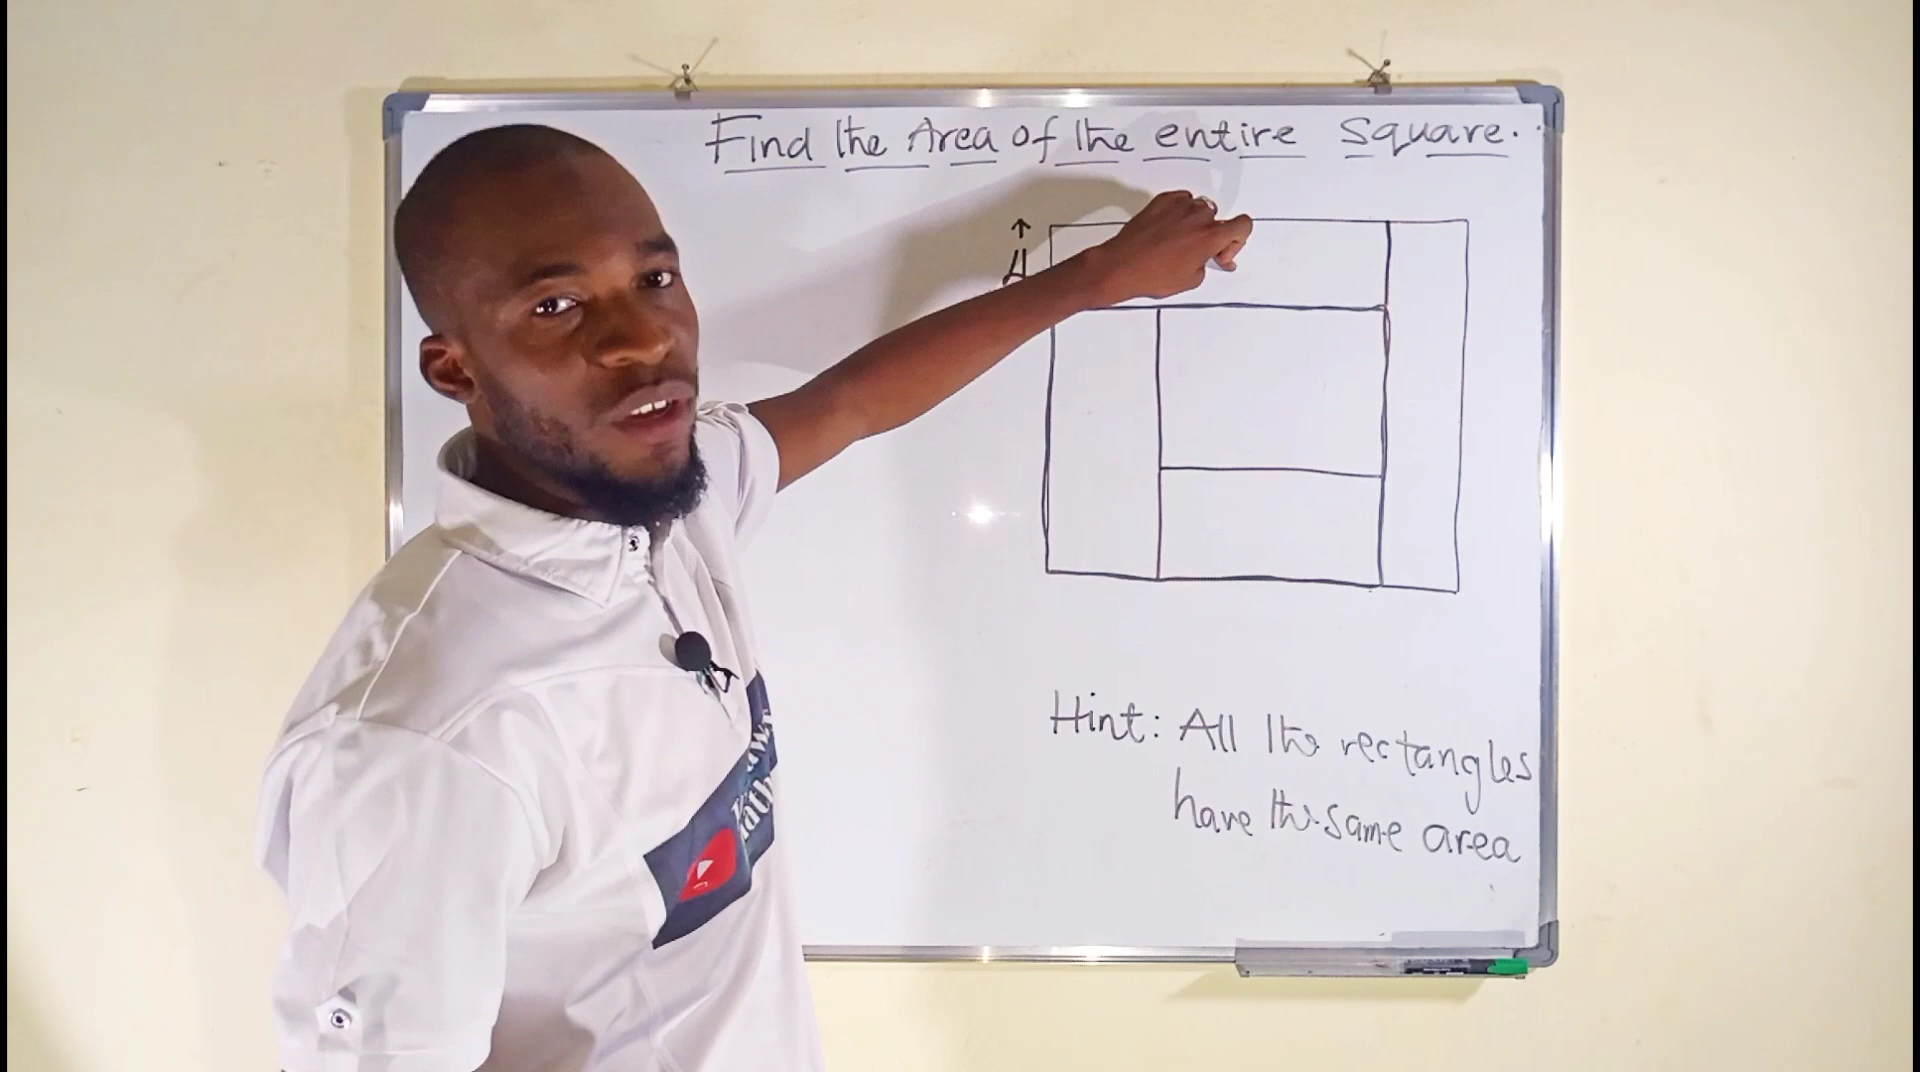 Find the Area of the entire square.
4
Hint: All the rectangles
have the same area